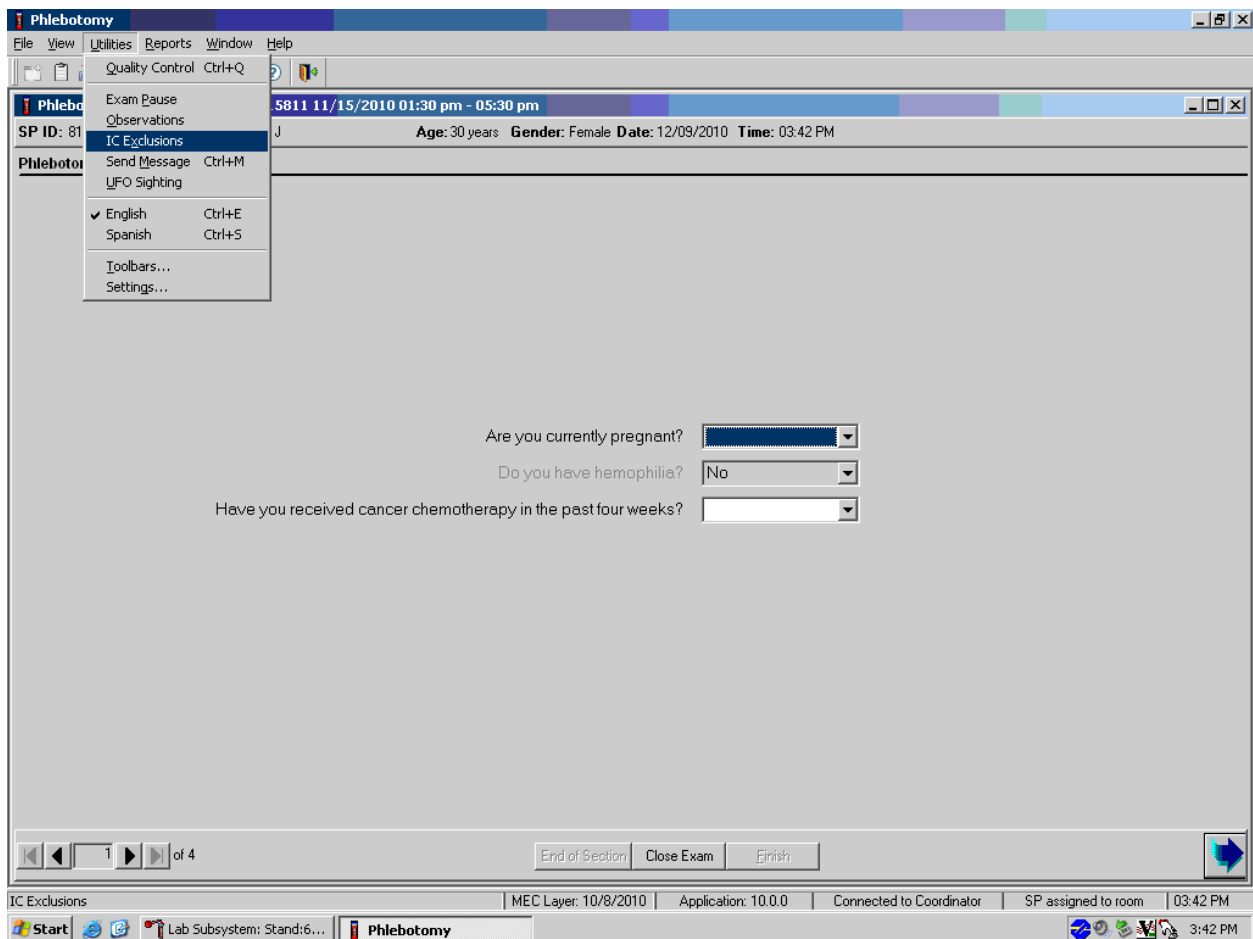 Phlebotomy
File View Utilities Reports Window Help
Quality Control Ctrl+Q
Exam Pause
Observations
IC Exclusions
Send Message Ctrl+M
UFO Sighting
English Ctrl+E
Spanish Ctrl+S
Toolbars...
Settings...
5811 11/15/2010 01:30 pm - 05:30 pm
SP ID: 81 J Age: 30 years Gender: Female Date: 12/09/2010 Time: 03:42 PM
Are you currently pregnant?
Do you have hemophilia? No
Have you received cancer chemotherapy in the past four weeks?
1 of 4 End of Section Close Exam Finish
IC Exclusions MEC Layer: 10/8/2010 Application: 10.0.0 Connected to Coordinator SP assigned to room 03:42 PM
Start Lab Subsystem: Stand:6... Phlebotomy 3:42 PM